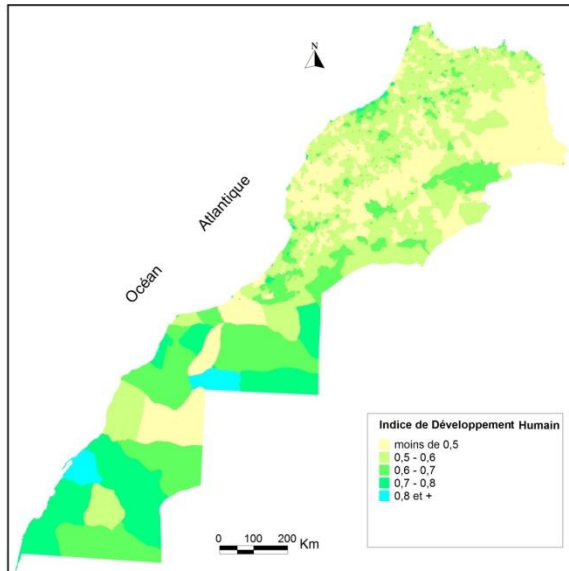 N
Océan Atlantique
Indice de Développement Humain
moins de 0,5
0,5 - 0,6
0,6 - 0,7
0,7 - 0,8
0,8 et +
0 100 200 Km